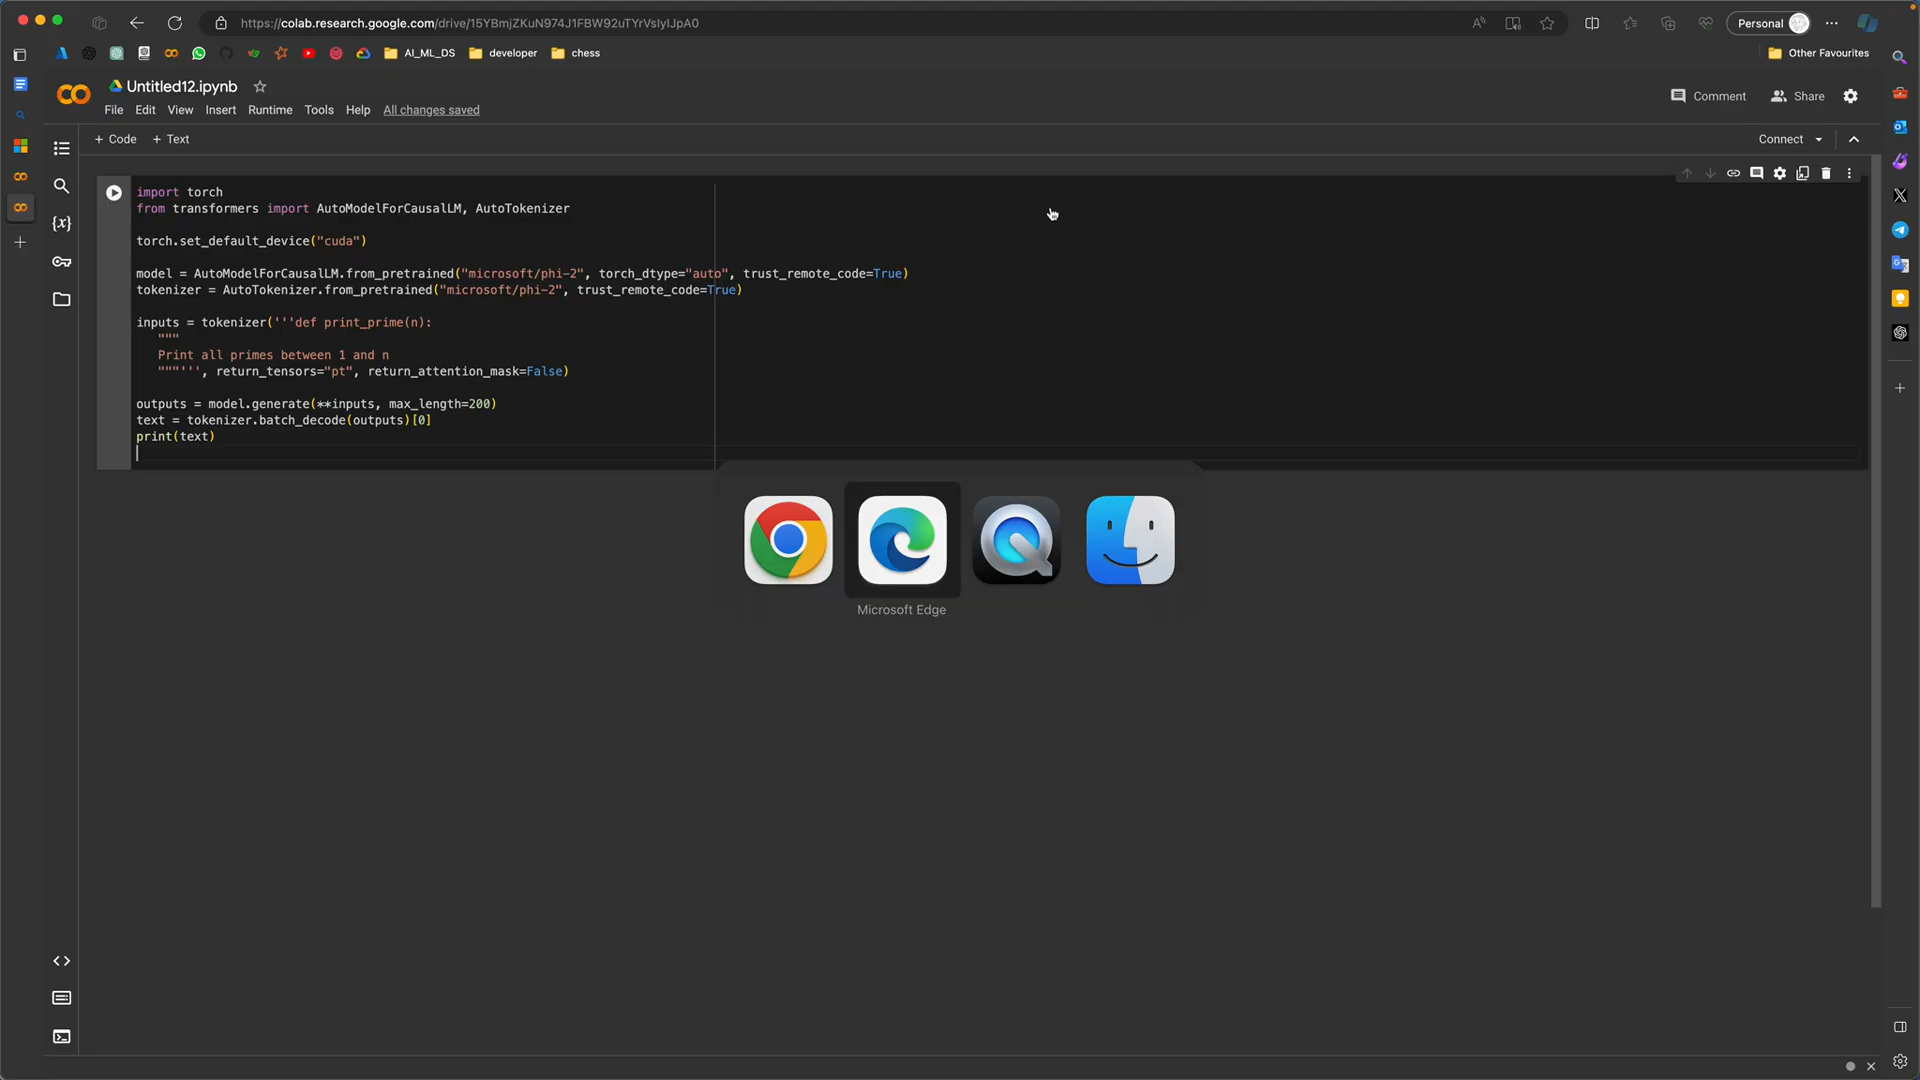 https://colab.research.google.com/drive/15YBmjZKuN974J1FBW92uTYrVslyIJpA0
Personal
AI_ML_DS
developer
chess
Other Favourites
Untitled12.ipynb
File Edit View Insert Runtime Tools Help All changes saved
Comment
Share
+ Code + Text
Connect
import torch
from transformers import AutoModelForCausalLM, AutoTokenizer
torch.set_default_device("cuda")
model = AutoModelForCausalLM.from_pretrained("microsoft/phi-2", torch_dtype="auto", trust_remote_code=True)
tokenizer = AutoTokenizer.from_pretrained("microsoft/phi-2", trust_remote_code=True)
inputs = tokenizer('''def print_prime(n):
"""
Print all primes between 1 and n
"""''', return_tensors="pt", return_attention_mask=False)
outputs = model.generate(**inputs, max_length=200)
text = tokenizer.batch_decode(outputs)[0]
print(text)
Microsoft Edge